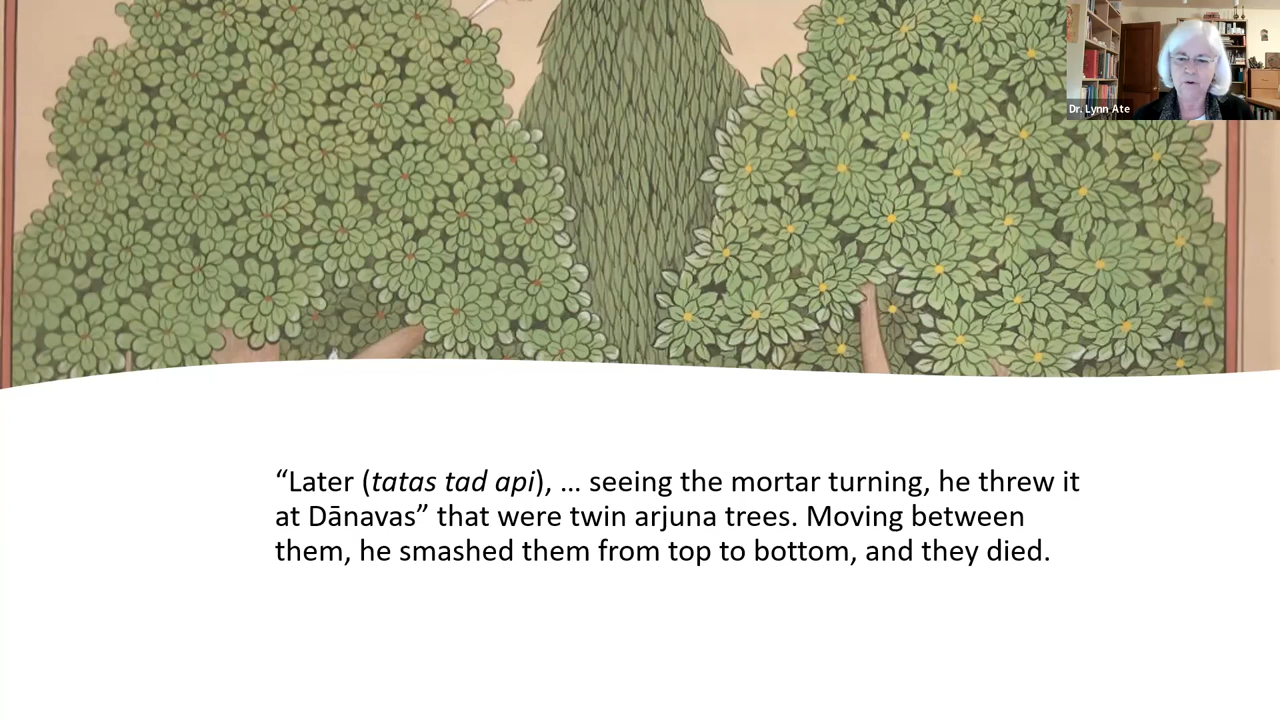 Dr. Lynn Ate
“Later (tatas tad api), … seeing the mortar turning, he threw it
at Dānavas” that were twin arjuna trees. Moving between
them, he smashed them from top to bottom, and they died.